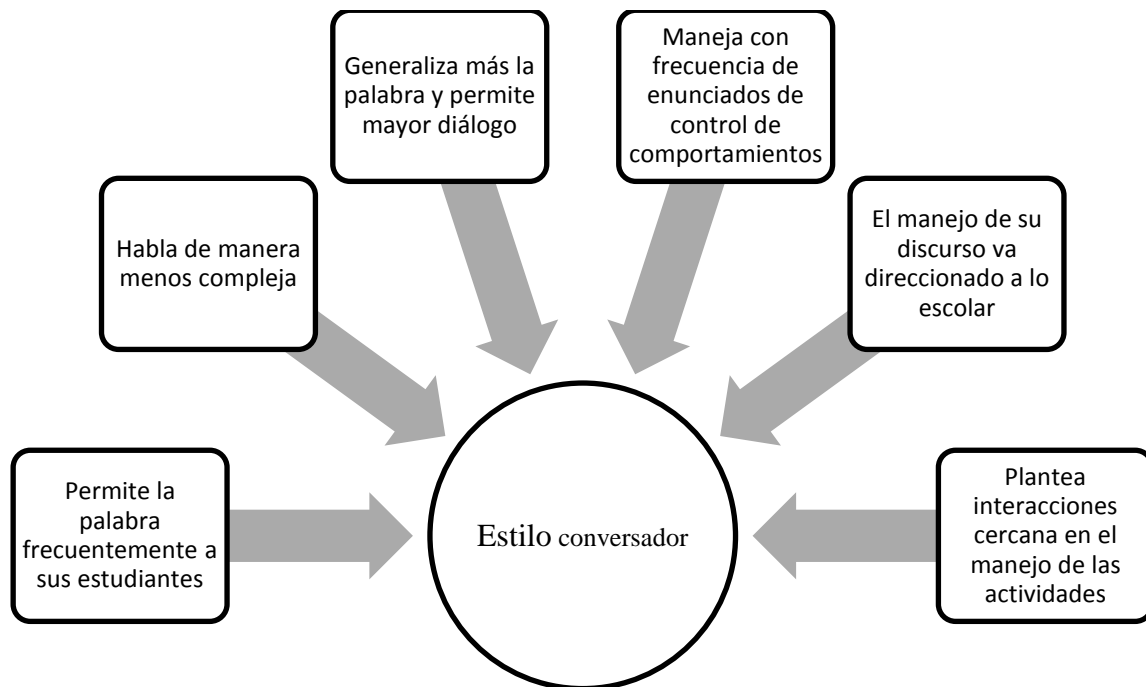 Maneja con
frecuencia de
enunciados de
control de
comportamientos
Generaliza más la
palabra y permite
mayor diálogo
El manejo de su
discurso va
direccionado a lo
escolar
Habla de manera
menos compleja
Permite la
palabra
frecuentemente a
sus estudiantes
Estilo conversador
Plantea
interacciones
cercana en el
manejo de las
actividades